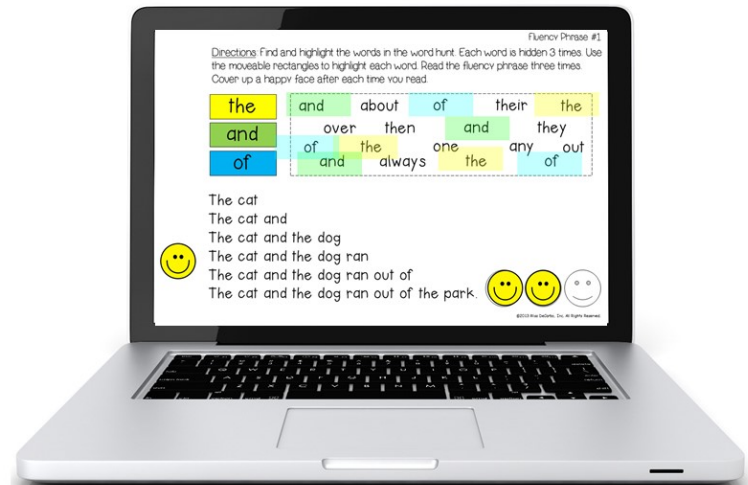 Fluency Phrase #1
Directions: Find and highlight the words in the word hunt. Each word is hidden 3 times. Use
the moveable rectangles to highlight each word. Read the fluency phrase three times.
Cover up a happy face after each time you read.
the
and
of
and about of their the
over then and they
of the one any out
and always the of
The cat
The cat and
The cat and the dog
The cat and the dog ran
The cat and the dog ran out of
The cat and the dog ran out of the park.